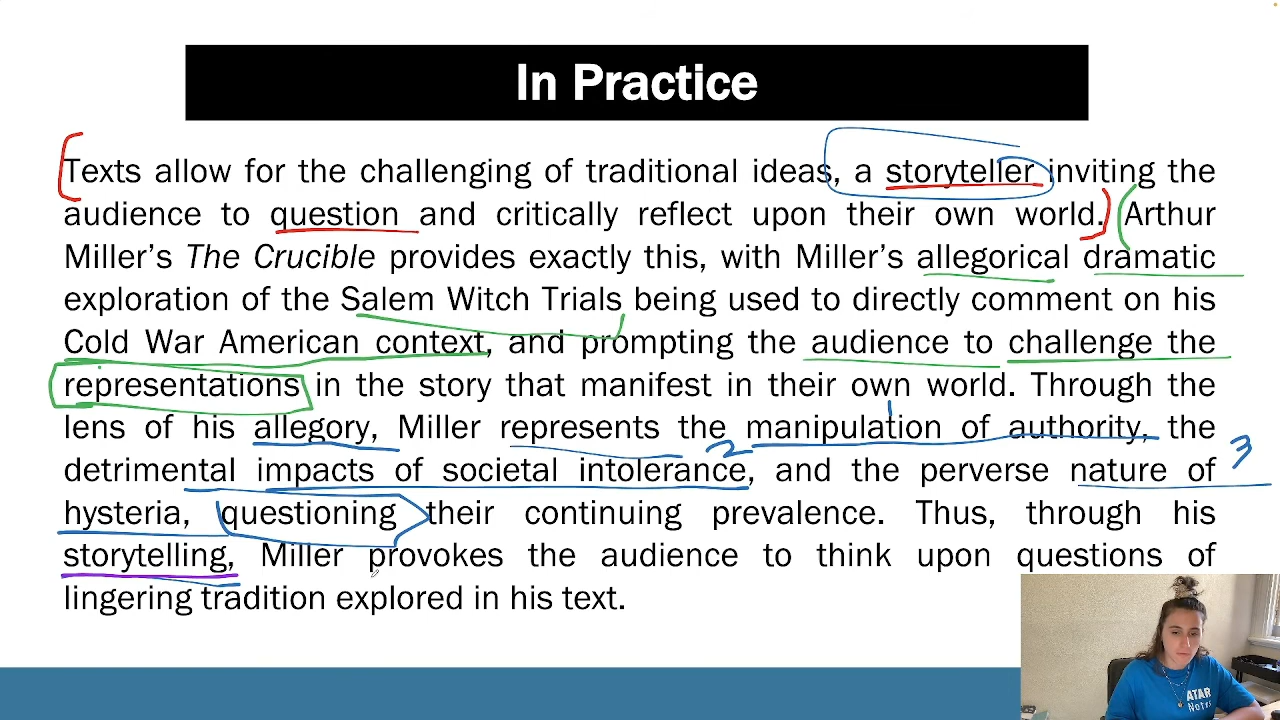 In Practice
Texts allow for the challenging of traditional ideas, a storyteller inviting the
audience to question and critically reflect upon their own world. Arthur
Miller's The Crucible provides exactly this, with Miller's allegorical dramatic
exploration of the Salem Witch Trials being used to directly comment on his
Cold War American context, and prompting the audience to challenge the
representations in the story that manifest in their own world. Through the
lens of his allegory, Miller represents the manipulation of authority, the
1
detrimental impacts of societal intolerance, and the perverse nature of
2
3
hysteria, questioning their continuing prevalence. Thus, through his
storytelling, Miller provokes the audience to think upon questions of
lingering tradition explored in his text.
ATAR
Notes